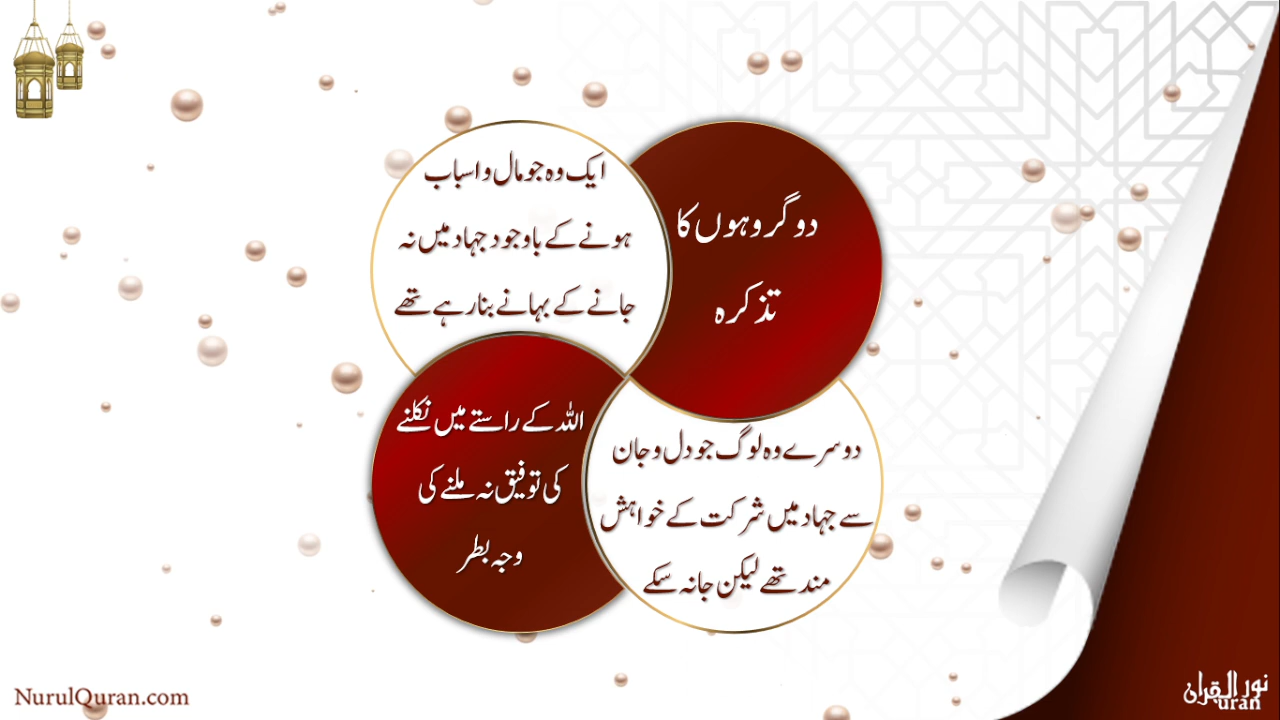 دو گروہوں کا
تذکرہ
ایک وہ جو مال و اسباب
ہونے کے باوجود جہاد میں نہ
جانے کے بہانے بنا رہے تھے
دوسرے وہ لوگ جو دل و جان
سے جہاد میں شرکت کے خواہش
مند تھے لیکن جا نہ سکے
اللہ کے راستے میں نکلنے
کی توفیق نہ ملنے کی
وجہ بطر
NurulQuran.com
نور القرآن
uran